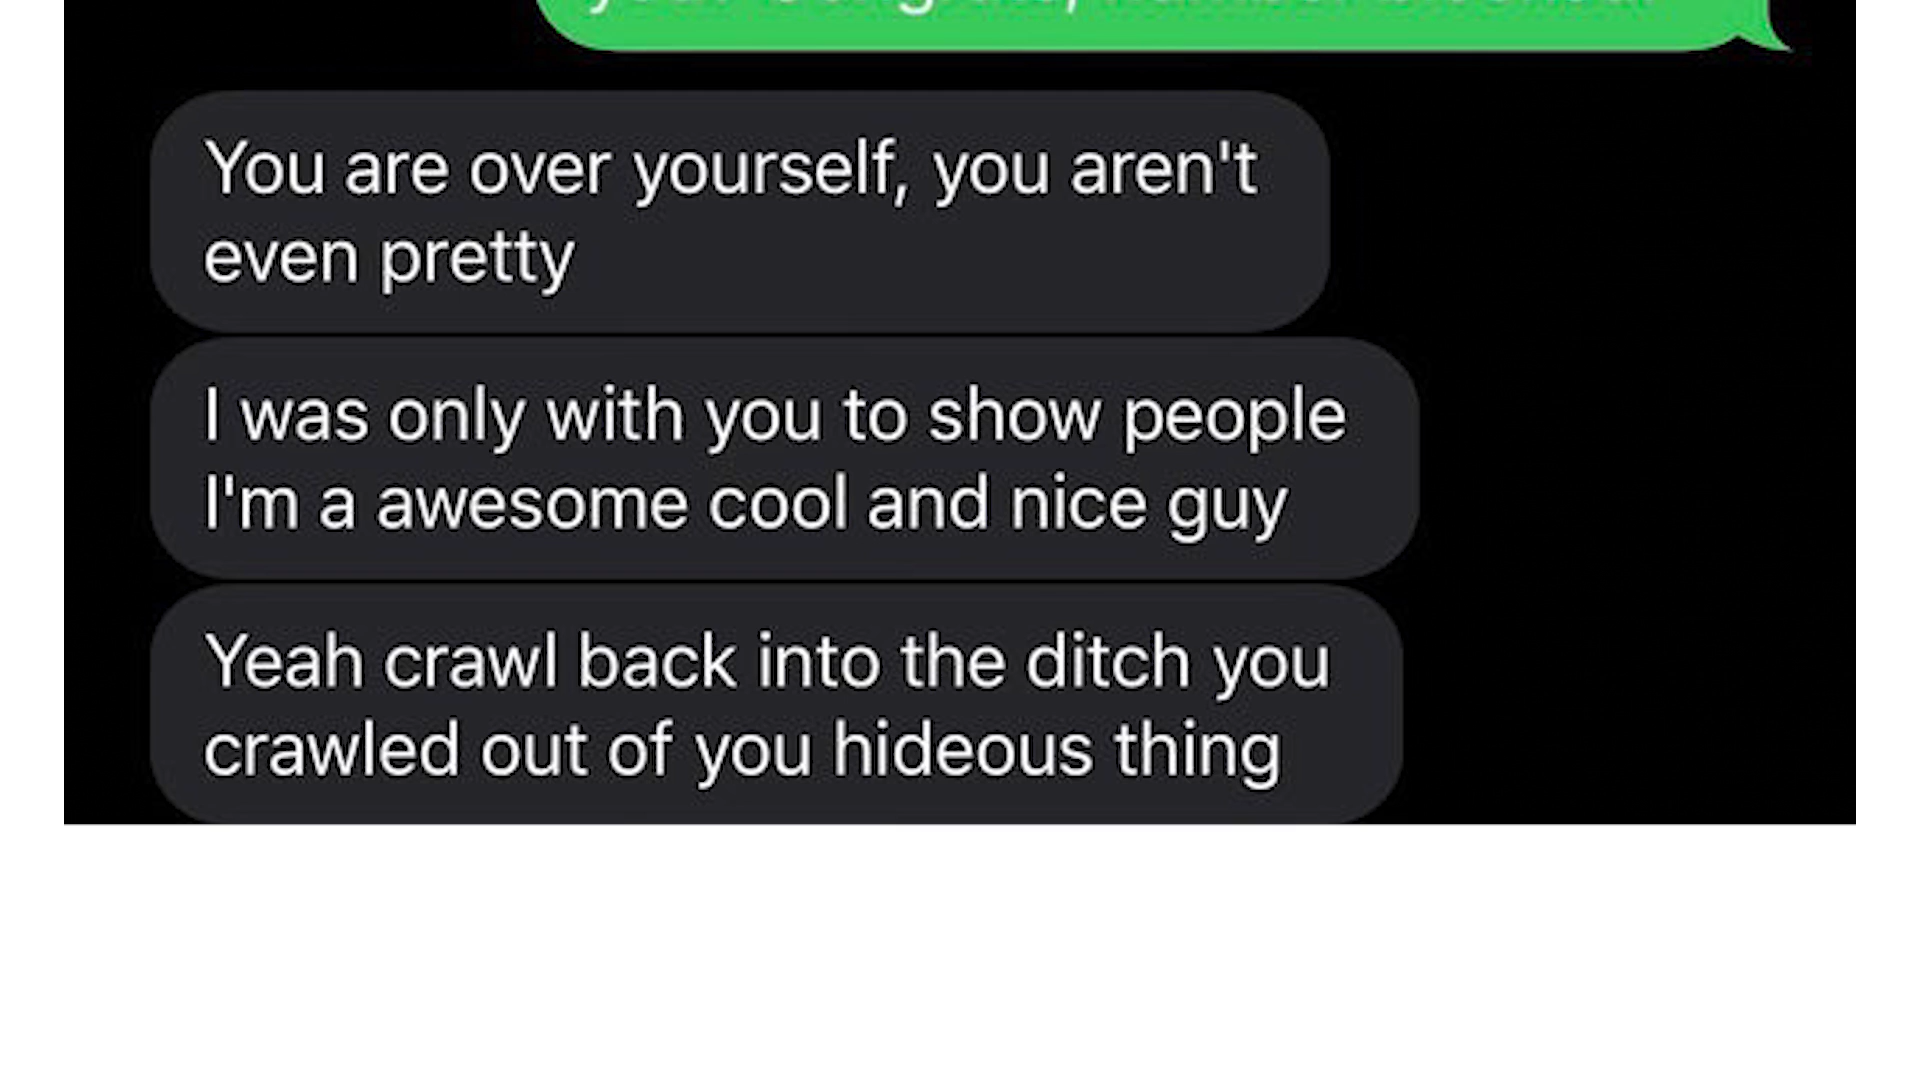 You are over yourself, you aren't
even pretty
I was only with you to show people
I'm a awesome cool and nice guy
Yeah crawl back into the ditch you
crawled out of you hideous thing